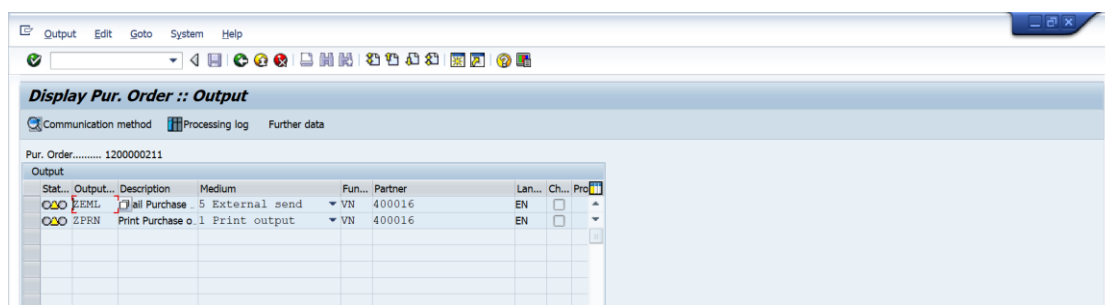 Output Edit Goto System Help
Display Pur. Order :: Output
Communication method Processing log Further data
Pur. Order.......... 1200000211
Output
Stat... Output... Description Medium Fun... Partner Lan... Ch... Pro
ZEML ail Purchase .. 5 External send VN 400016 EN
ZPRN Print Purchase o.. 1 Print output VN 400016 EN